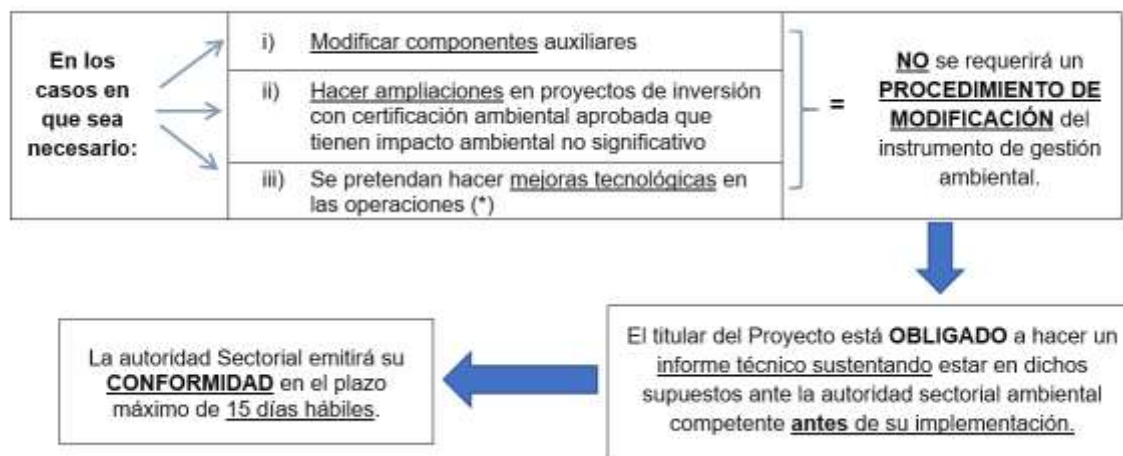 En los
casos en
que sea
necesario:
i) Modificar componentes auxiliares
ii) Hacer ampliaciones en proyectos de inversión
con certificación ambiental aprobada que
tienen impacto ambiental no significativo
iii) Se pretendan hacer mejoras tecnológicas en
las operaciones (*)
=
NO se requerirá un
PROCEDIMIENTO DE
MODIFICACIÓN del
instrumento de gestión
ambiental.
El titular del Proyecto está OBLIGADO a hacer un
informe técnico sustentando estar en dichos
supuestos ante la autoridad sectorial ambiental
competente antes de su implementación.
La autoridad Sectorial emitirá su
CONFORMIDAD en el plazo
máximo de 15 días hábiles.